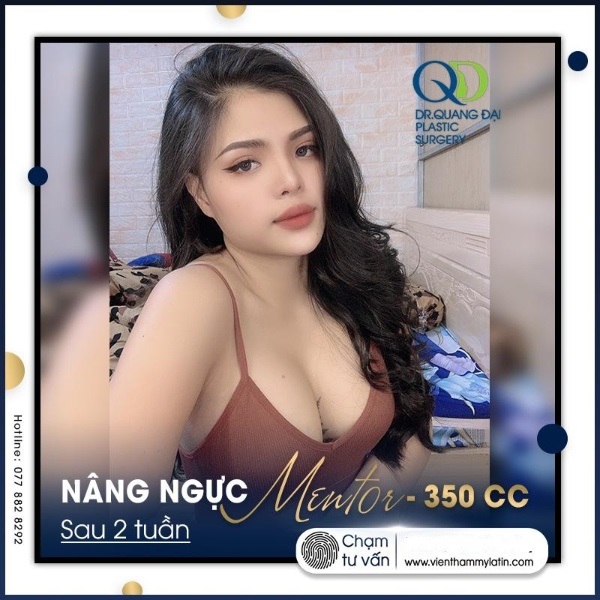 QD
DR.QUANG ĐẠI
PLASTIC
SURGERY
Hotline: 077 882 8292
NÂNG NGỰC Mentor - 350 CC
Sau 2 tuần
Chạm
tư vấn
www.vienthammylatin.com